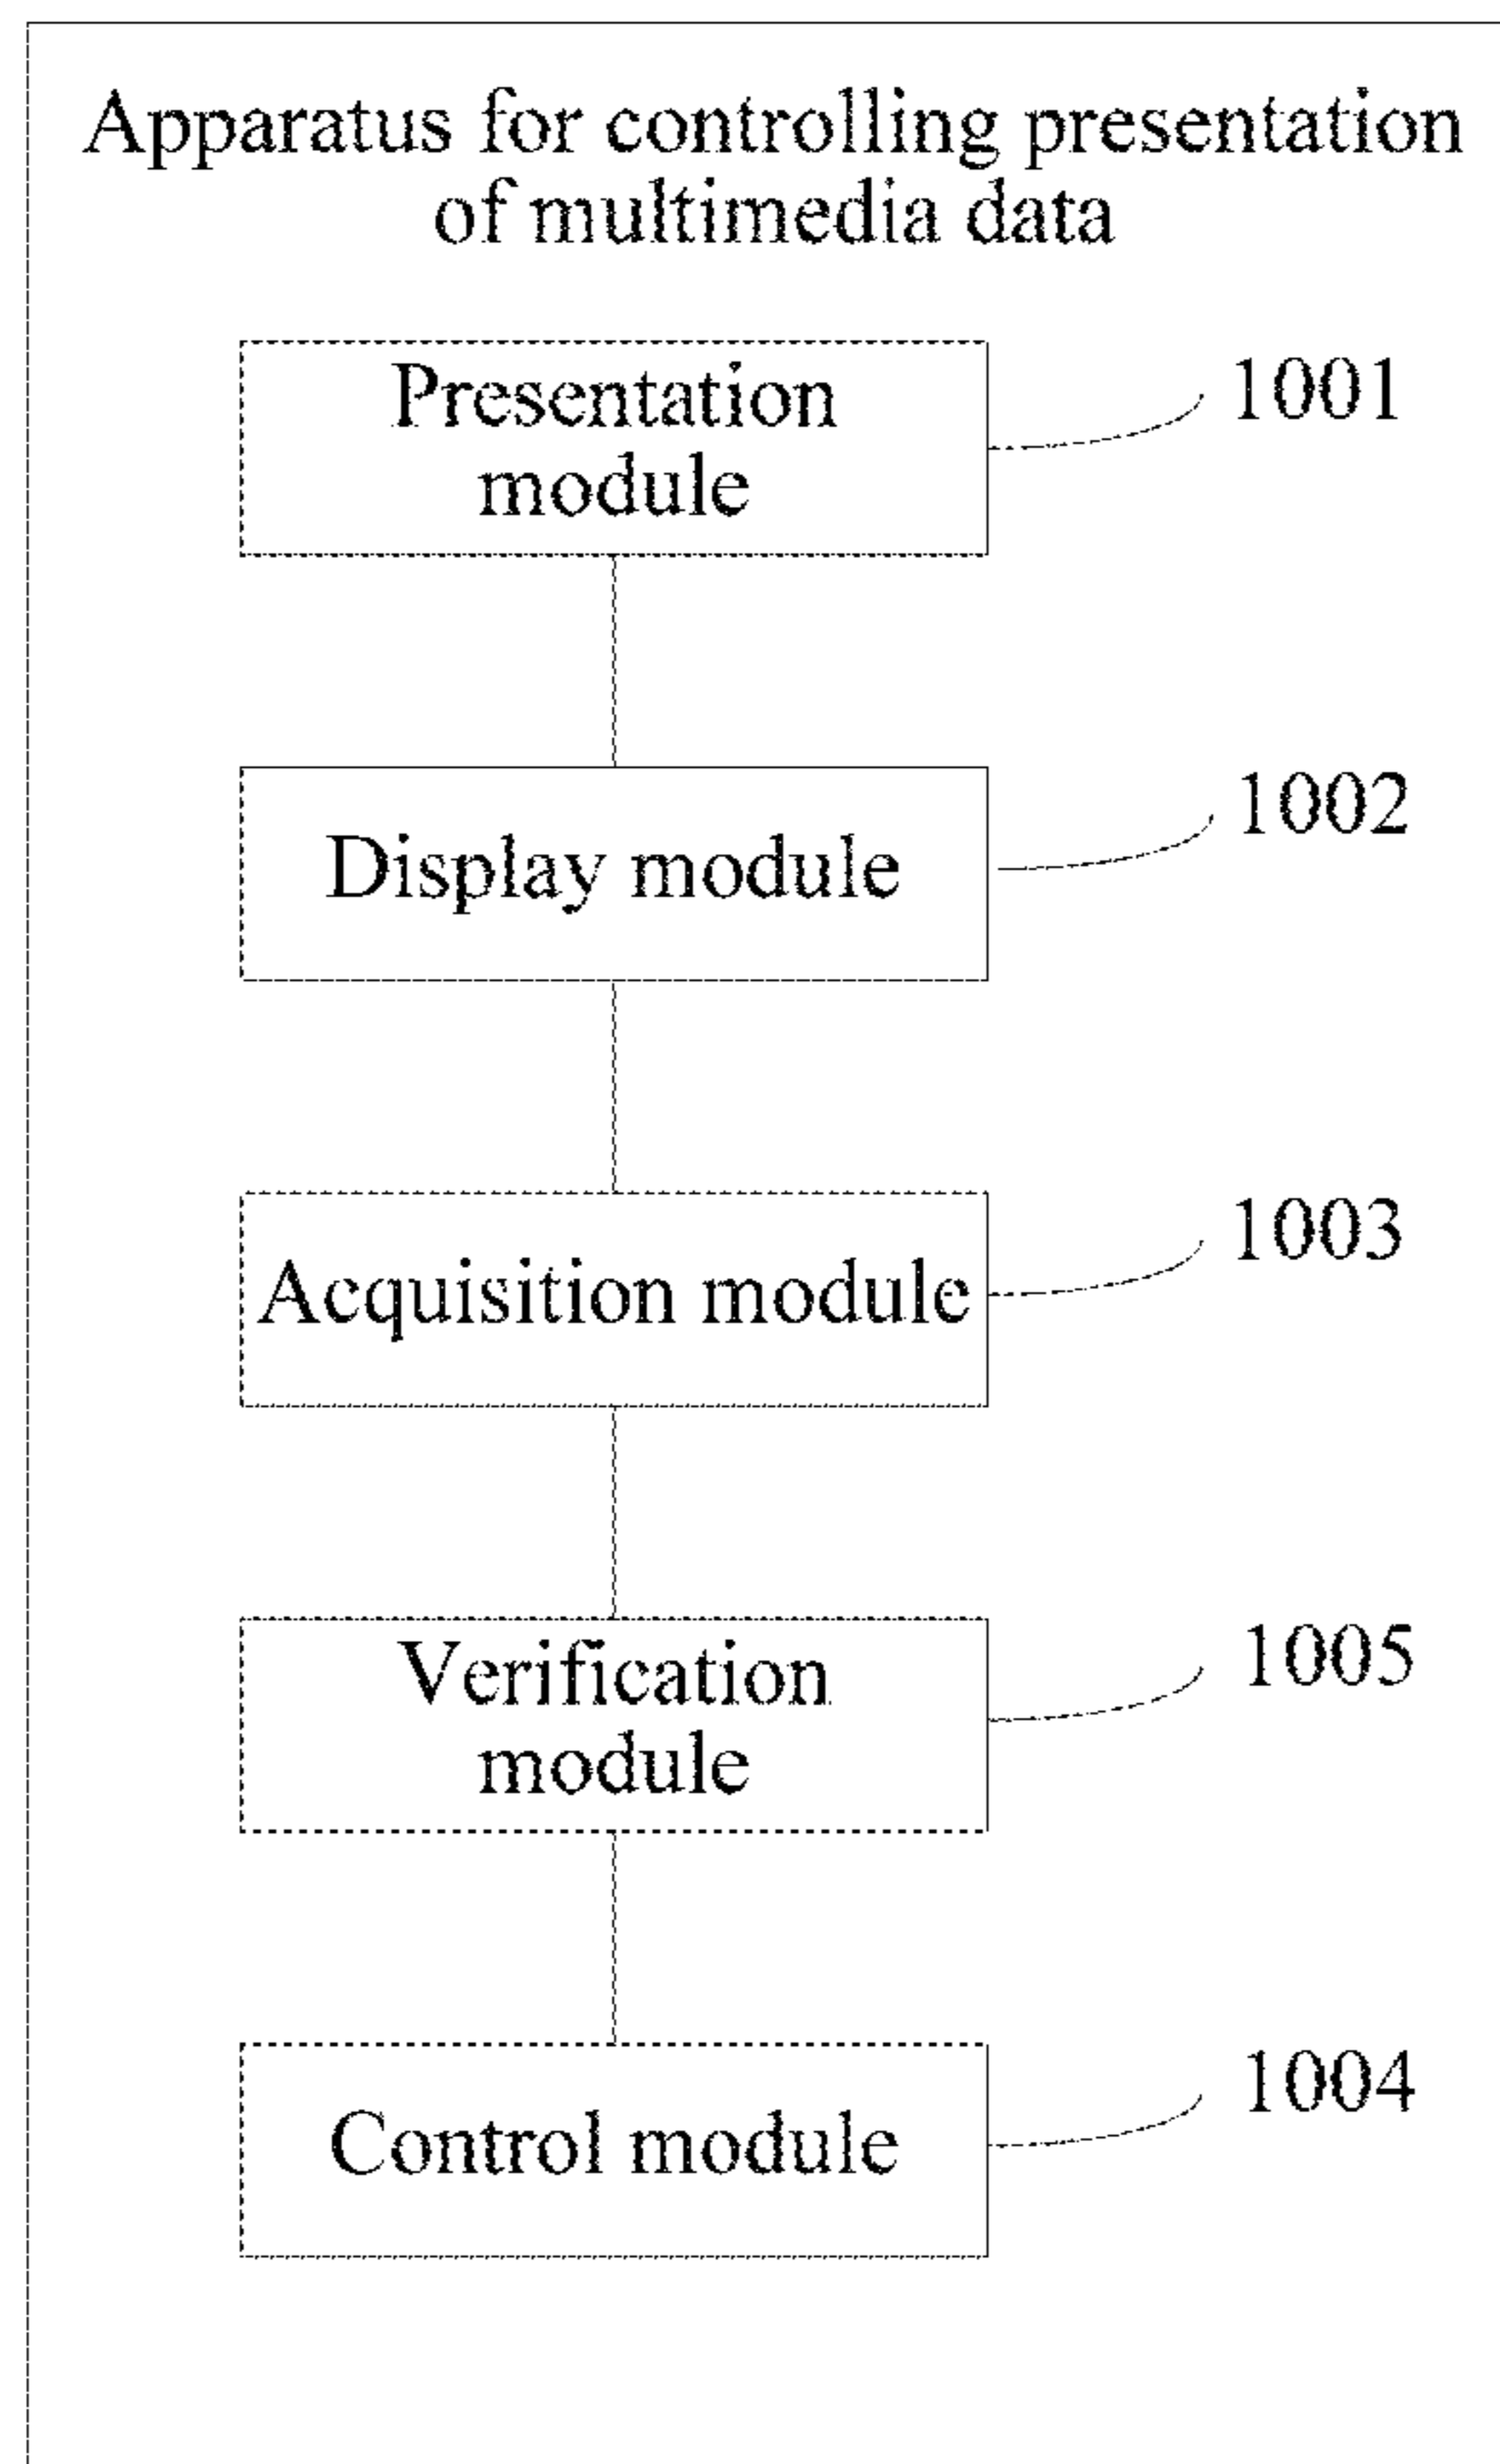 Apparatus for controlling presentation
of multimedia data
Presentation
module
1001
Display module
1002
Acquisition module
1003
Verification
module
1005
Control module
1004